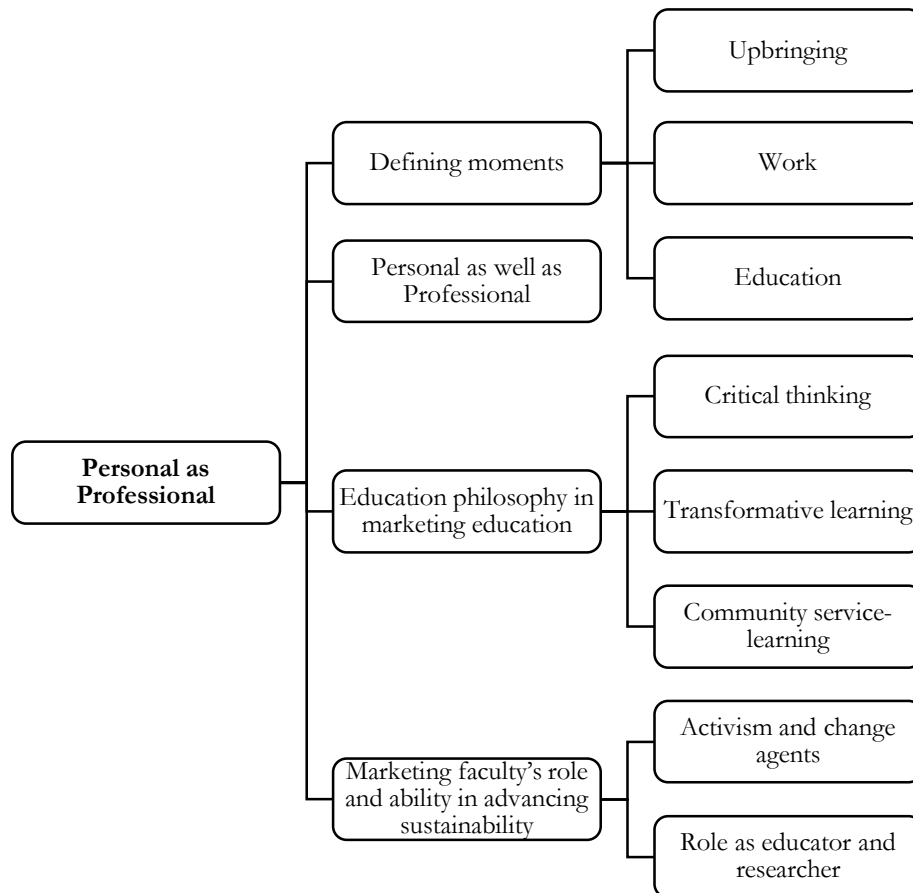 Upbringing
Defining moments
Work
Personal as well as
Professional
Education
Critical thinking
Personal as
Professional
Education philosophy in
marketing education
Transformative learning
Community service-
learning
Activism and change
agents
Marketing faculty’s role
and ability in advancing
sustainability
Role as educator and
researcher